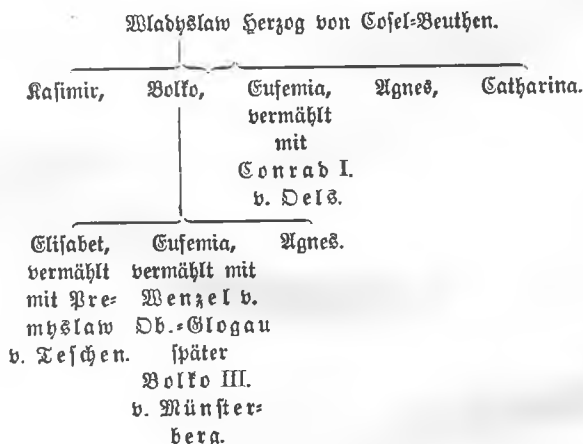 Wladyslaw Herzog von Cosel-Beuthen.
Kasimir, Bolko, Eufemia, Agnes, Catharina.
vermählt
mit
Conrad I.
v. Oels.
Elisabet, Eufemia, Agnes.
vermählt vermählt mit
mit Pre- Wenzel v.
myslaw Ob.-Glogau
v. Teschen. später
Bolko III.
v. Münster-
berg.